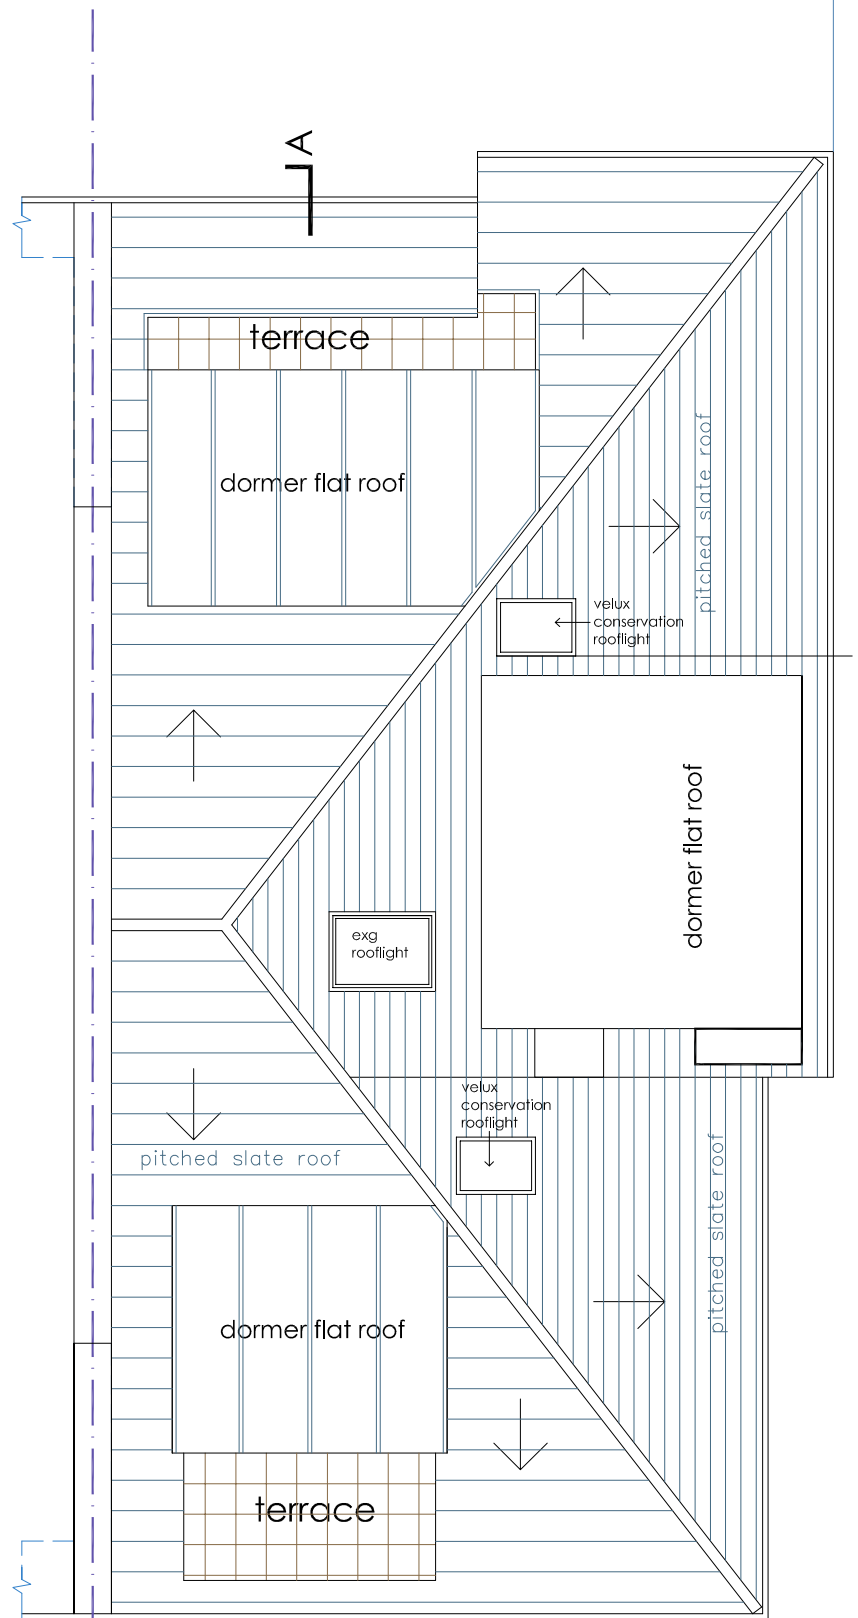 A
terrace
dormer flat roof
pitched slate roof
velux
conservation
rooflight
dormer flat roof
exg
rooflight
velux
conservation
rooflight
pitched slate roof
pitched slate roof
dormer flat roof
terrace